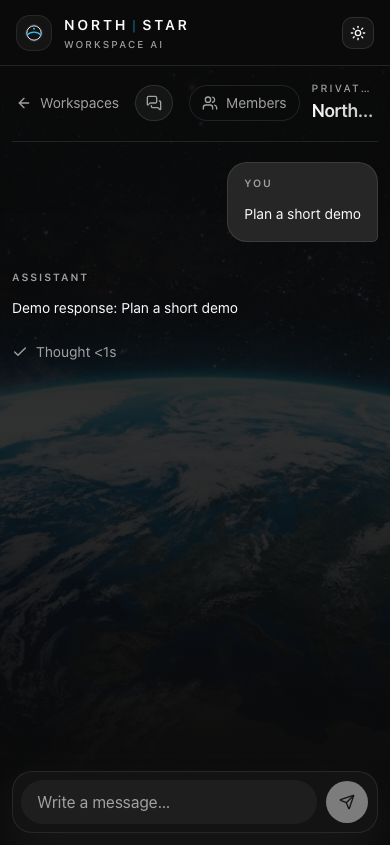 NORTH | STAR
WORKSPACE AI
Workspaces
Members
PRIVAT…
North…
YOU
Plan a short demo
ASSISTANT
Demo response: Plan a short demo
Thought <1s
Write a message...